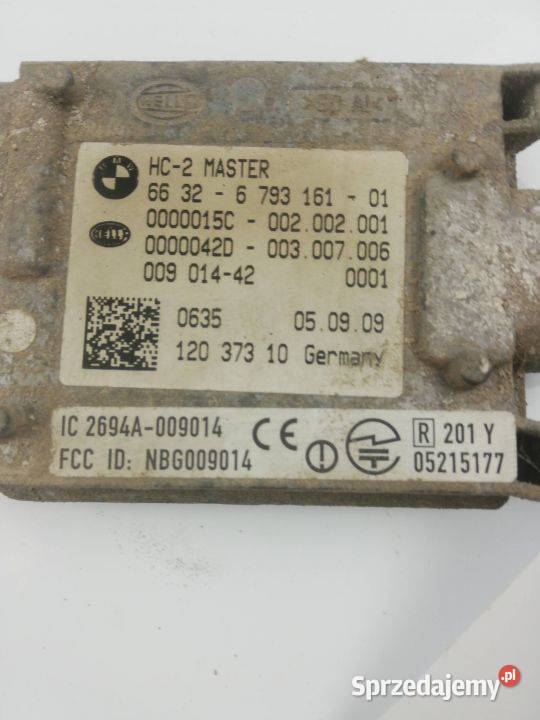 HELLA
BMW
HC-2 MASTER
66 32 - 6 793 161 - 01
HELLA
0000015C - 002.002.001
0000042D - 003.007.006
009 014-42 0001
0635 05.09.09
120 373 10 Germany
IC 2694A-009014
FCC ID: NBG009014
CE
R 201 Y
05215177
Sprzedajemy.pl